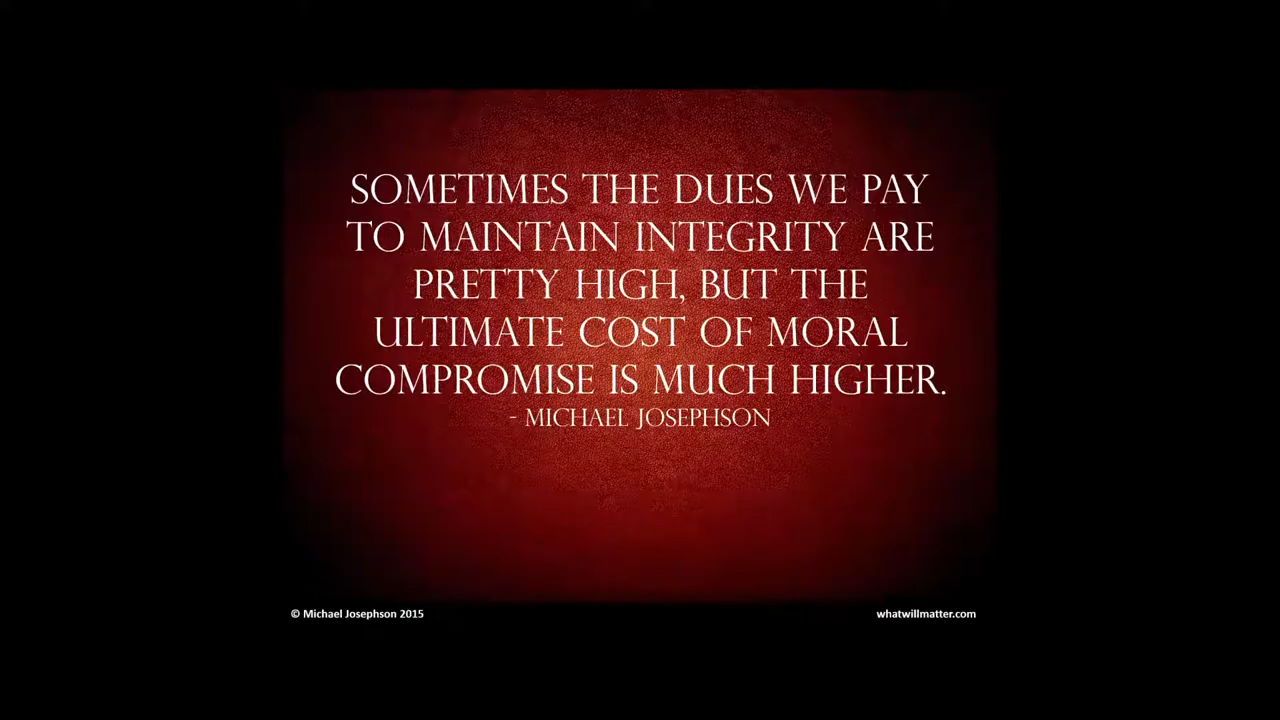 SOMETIMES THE DUES WE PAY
TO MAINTAIN INTEGRITY ARE
PRETTY HIGH, BUT THE
ULTIMATE COST OF MORAL
COMPROMISE IS MUCH HIGHER.
- MICHAEL JOSEPHSON
© Michael Josephson 2015
whatwillmatter.com